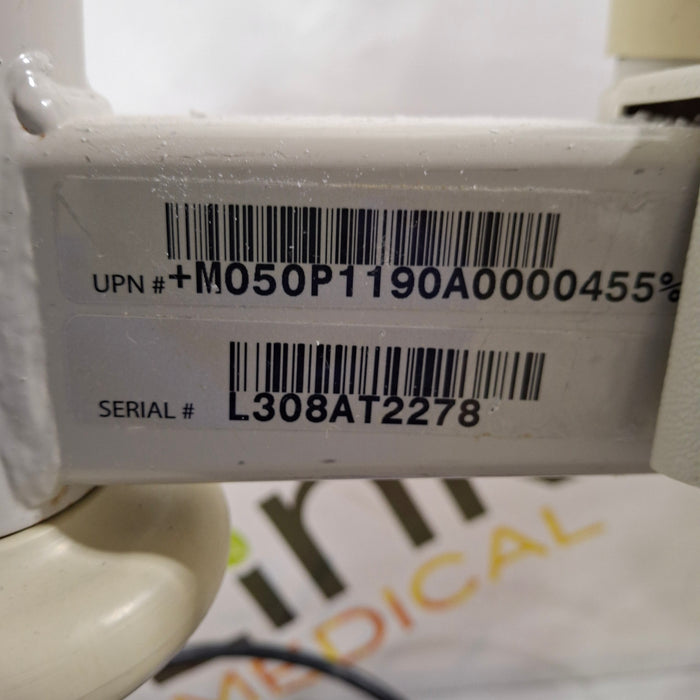 UPN # +M050P1190A0000455%
SERIAL # L308AT2278
MEDICAL